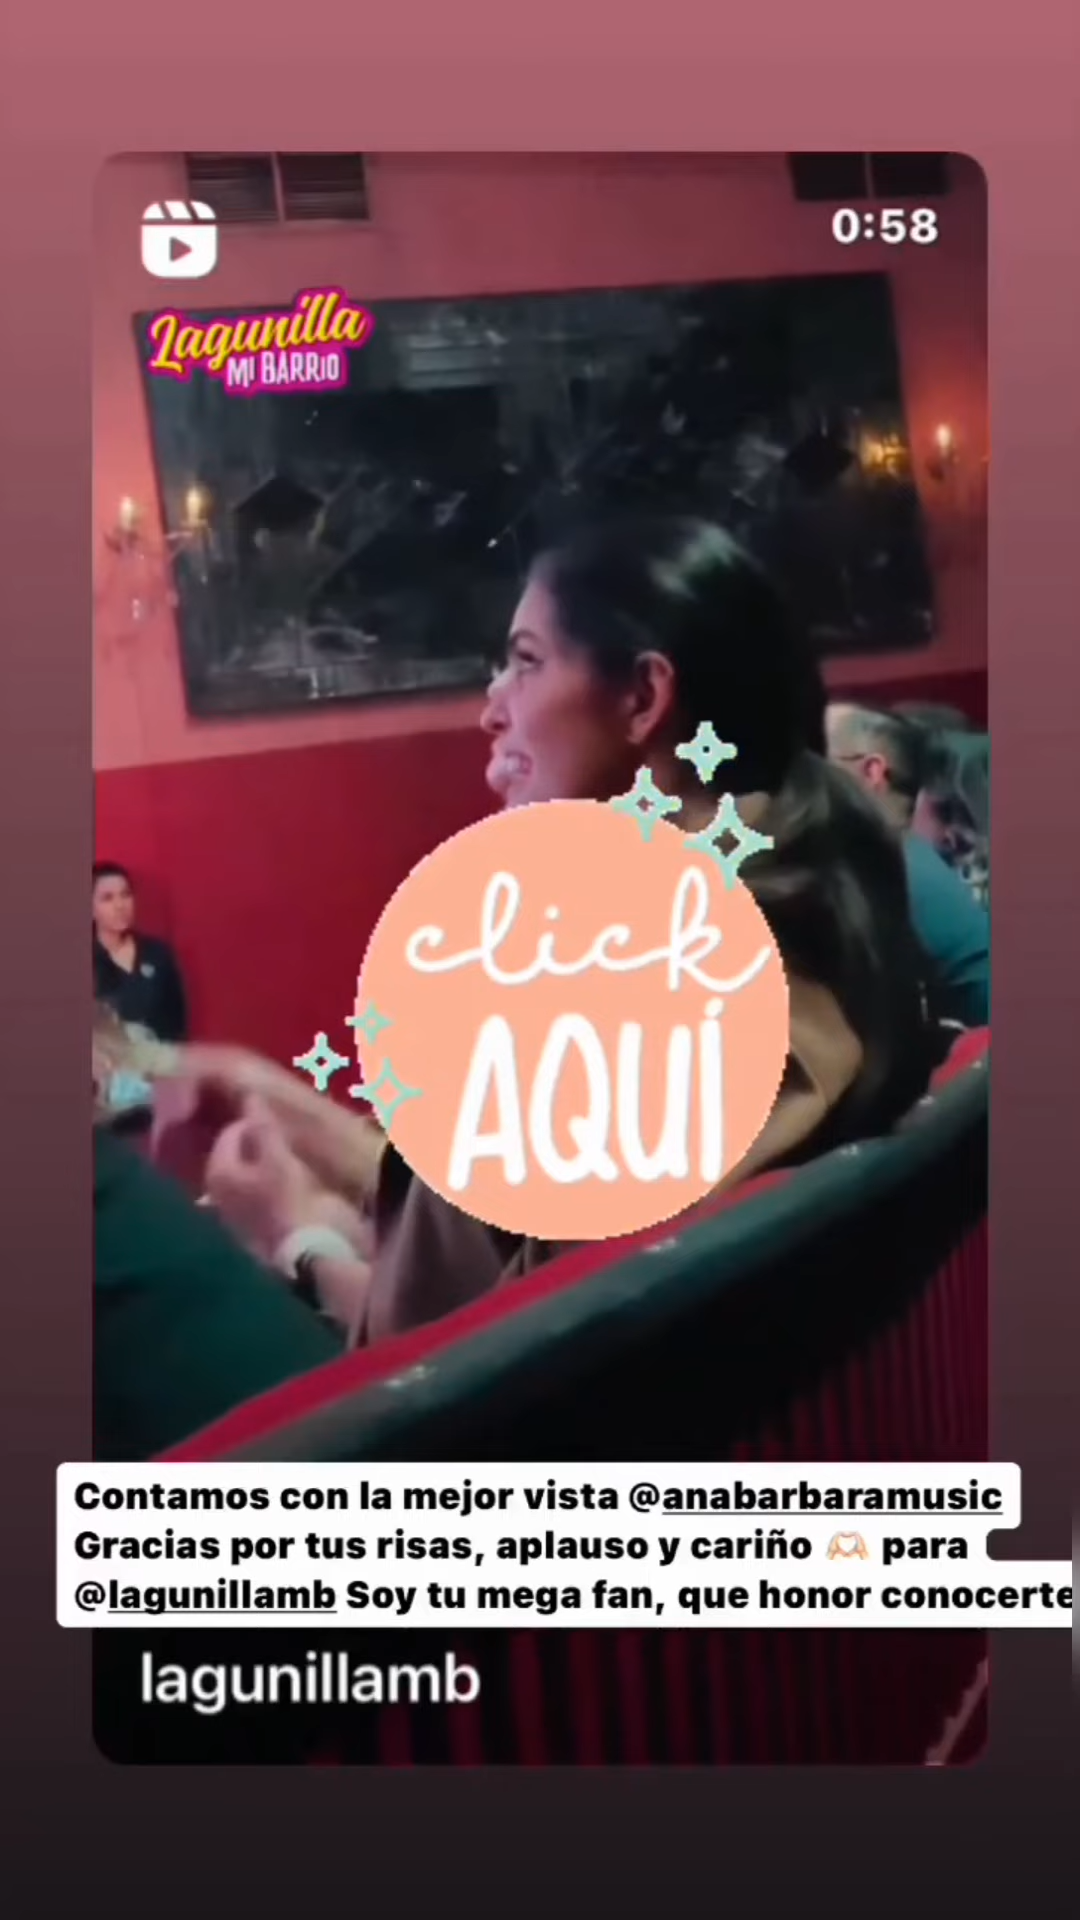 0:58
Lagunilla
MI BARRIO
click
AQUÍ
Contamos con la mejor vista @anabarbaramusic
Gracias por tus risas, aplauso y cariño 🫶🏻 para
@lagunillamb Soy tu mega fan, que honor conocerte
lagunillamb